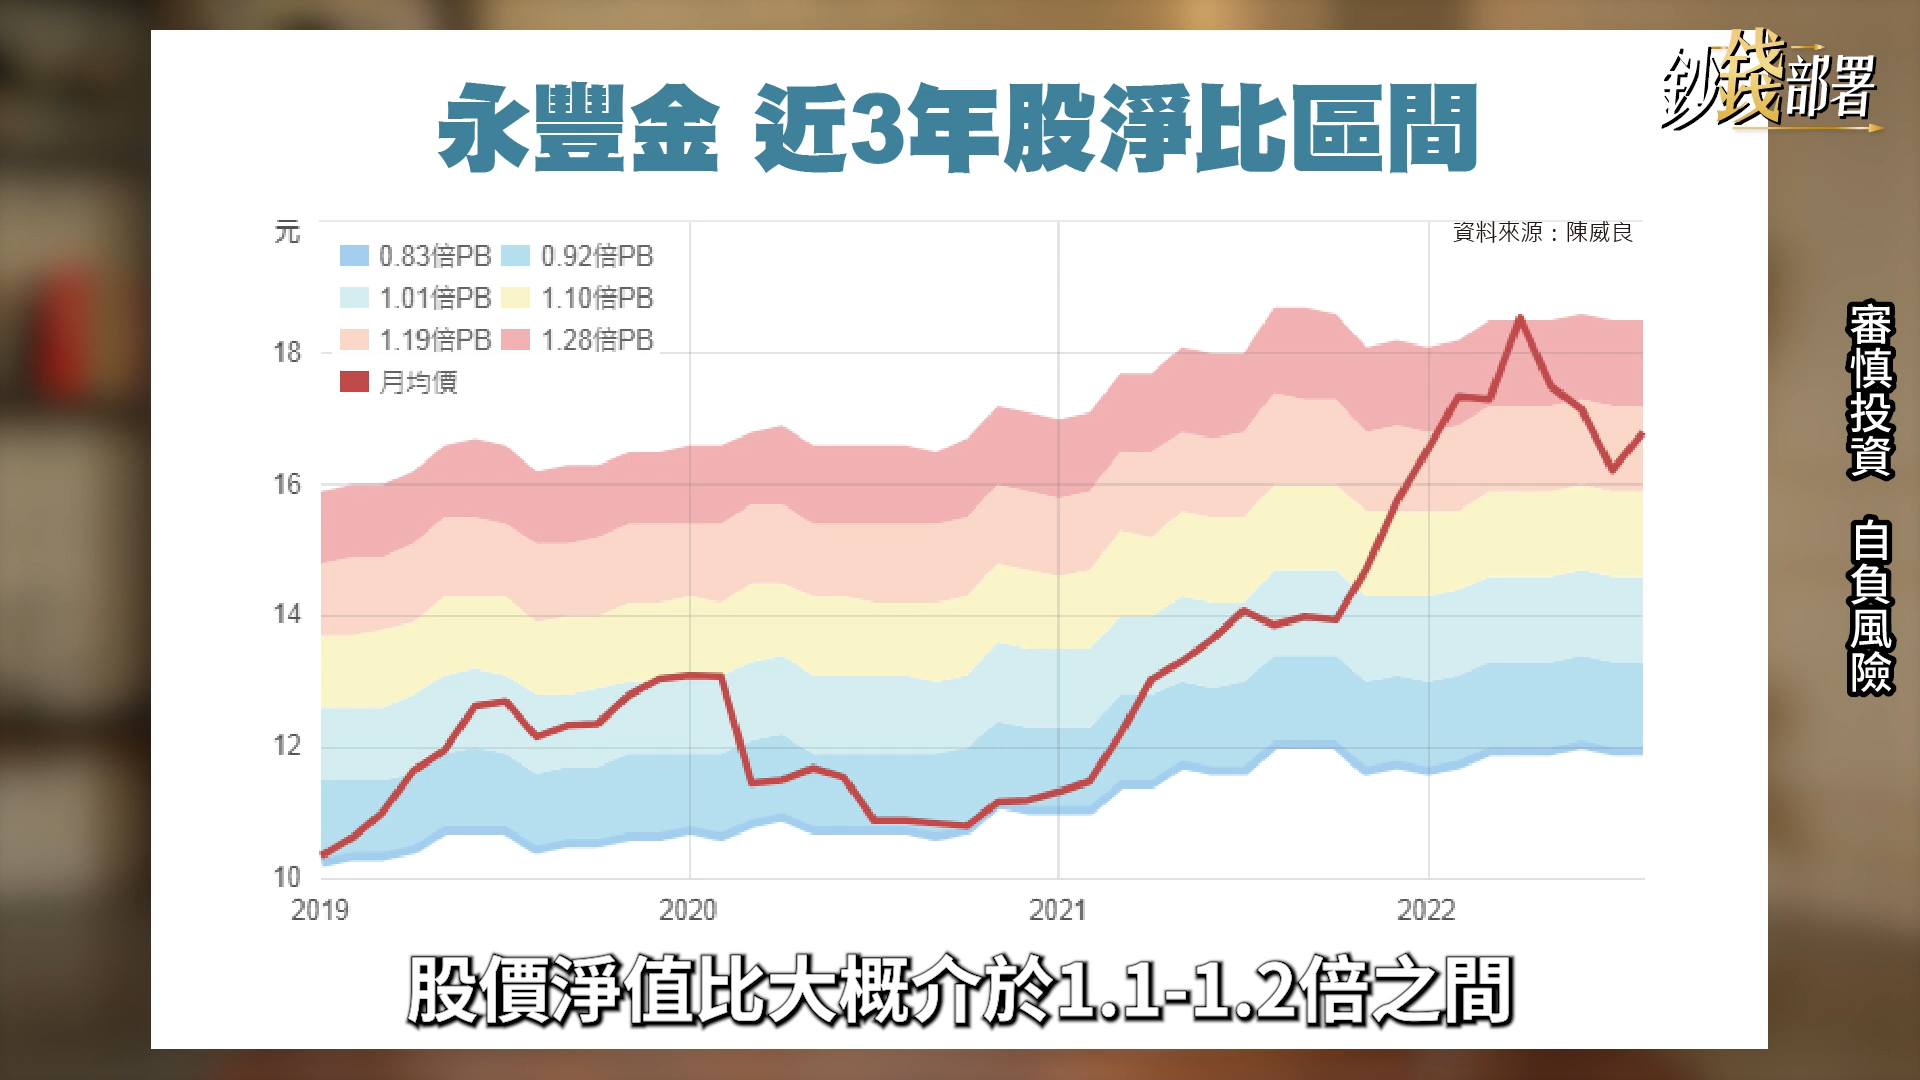 永豐金 近3年股淨比區間
鈔錢部署
元
資料來源：陳威良
0.83倍PB 0.92倍PB
1.01倍PB 1.10倍PB
1.19倍PB 1.28倍PB
月均價
18
16
14
12
10
2019 2020 2021 2022
審慎投資 自負風險
股價淨值比大概介於1.1-1.2倍之間